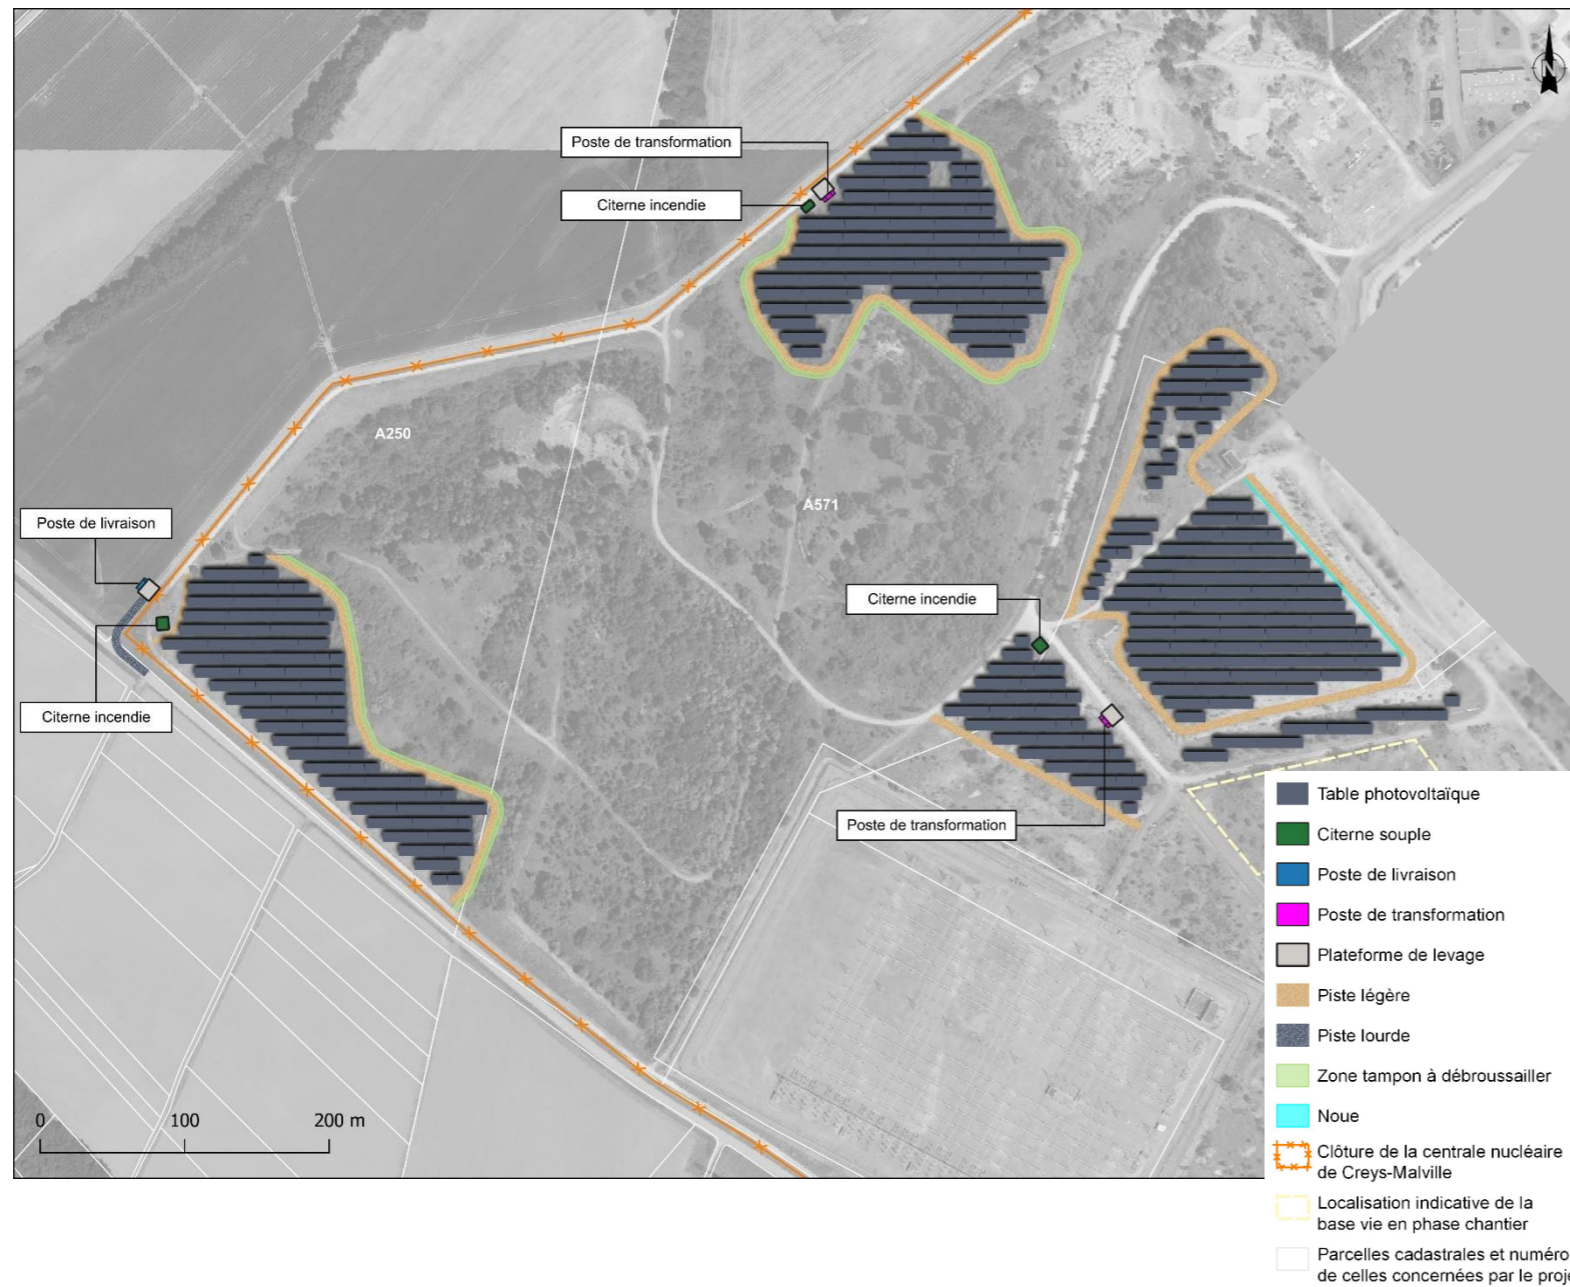 N
Poste de transformation
Citerne incendie
A250
A571
Poste de livraison
Citerne incendie
Citerne incendie
Poste de transformation
Table photovoltaïque
Citerne souple
Poste de livraison
Poste de transformation
Plateforme de levage
Piste légère
Piste lourde
Zone tampon à débroussailler
Noue
Clôture de la centrale nucléaire
de Creys-Malville
Localisation indicative de la
base vie en phase chantier
Parcelles cadastrales et numéro
de celles concernées par le proje
0 100 200 m